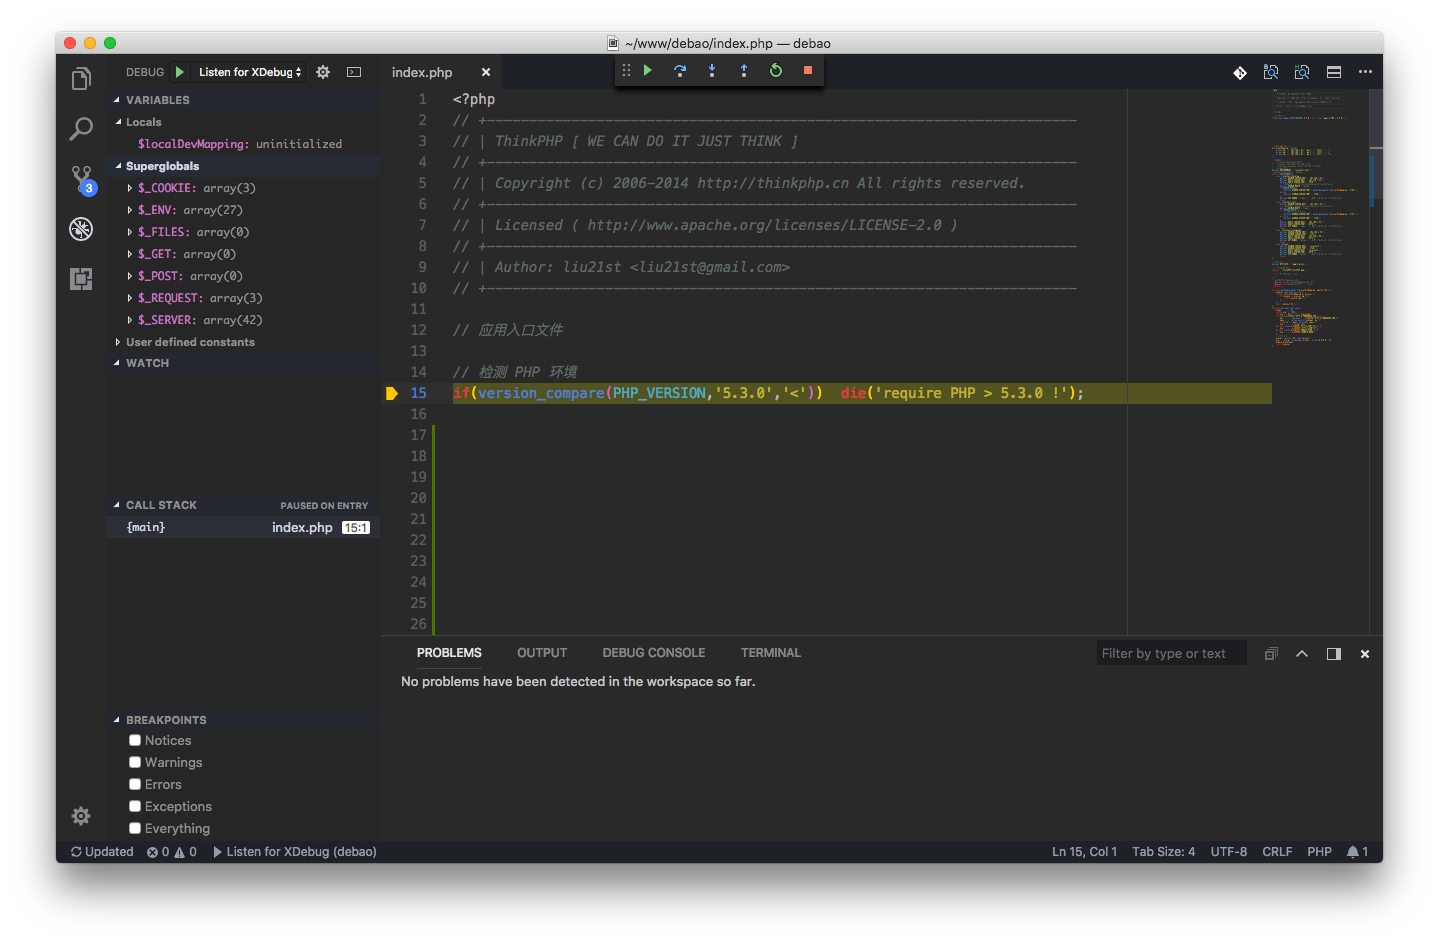 ~/www/debao/index.php — debao
DEBUG Listen for XDebug
index.php
VARIABLES
Locals
$localDevMapping: uninitialized
Superglobals
$_COOKIE: array(3)
$_ENV: array(27)
$_FILES: array(0)
$_GET: array(0)
$_POST: array(0)
$_REQUEST: array(3)
$_SERVER: array(42)
User defined constants
WATCH
CALL STACK PAUSED ON ENTRY
{main} index.php 15:1
BREAKPOINTS
Notices
Warnings
Errors
Exceptions
Everything
3
1 <?php
2 // +----------------------------------------------------------------------
3 // | ThinkPHP [ WE CAN DO IT JUST THINK ]
4 // +----------------------------------------------------------------------
5 // | Copyright (c) 2006-2014 http://thinkphp.cn All rights reserved.
6 // +----------------------------------------------------------------------
7 // | Licensed ( http://www.apache.org/licenses/LICENSE-2.0 )
8 // +----------------------------------------------------------------------
9 // | Author: liu21st <liu21st@gmail.com>
10 // +----------------------------------------------------------------------
11
12 // 应用入口文件
13
14 // 检测 PHP 环境
15 if(version_compare(PHP_VERSION,'5.3.0','<'))  die('require PHP > 5.3.0 !');
16
17
18
19
20
21
22
23
24
25
26
PROBLEMS OUTPUT DEBUG CONSOLE TERMINAL Filter by type or text
No problems have been detected in the workspace so far.
Updated 0 0 Listen for XDebug (debao) Ln 15, Col 1 Tab Size: 4 UTF-8 CRLF PHP 1